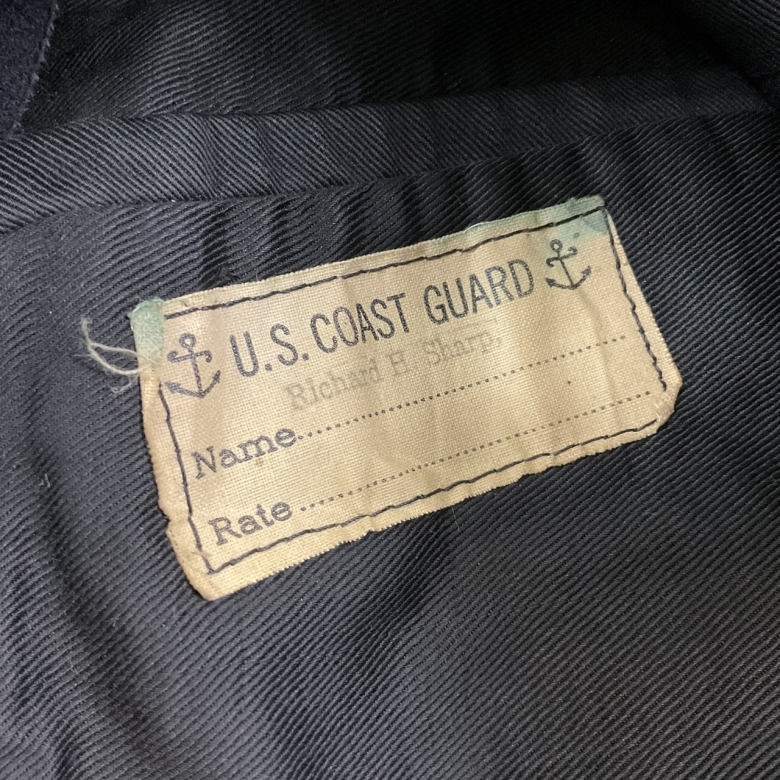 U.S. COAST GUARD
Richard H Sharp,
Name
Rate